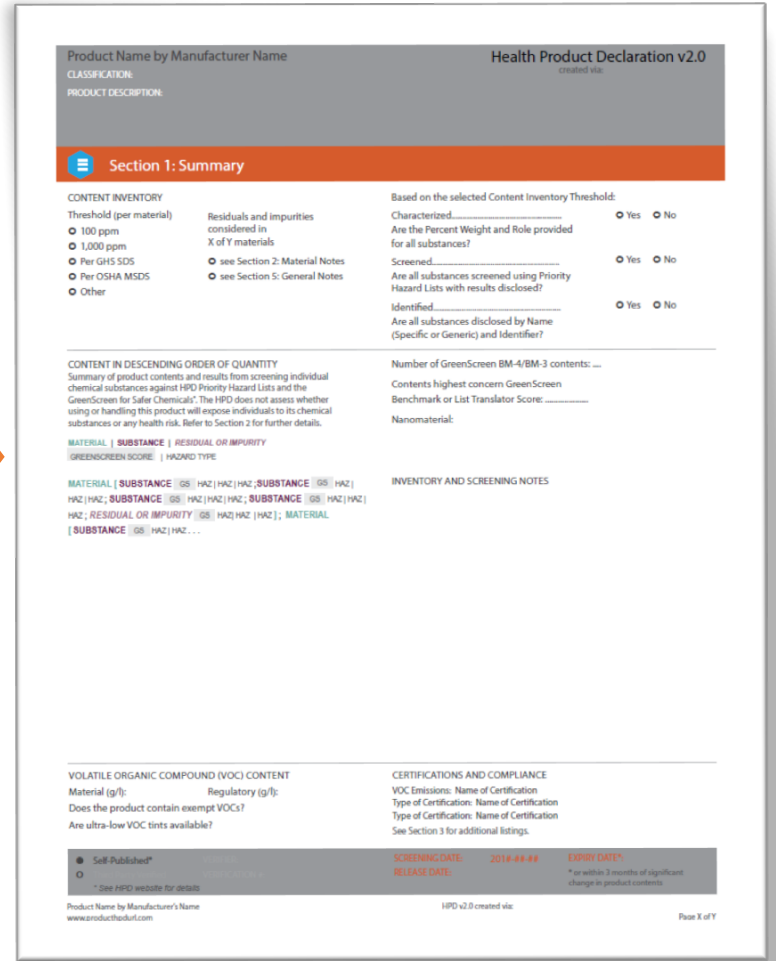 Product Name by Manufacturer Name
Health Product Declaration v2.0
CLASSIFICATION:
created via:
PRODUCT DESCRIPTION:
Section 1: Summary
CONTENT INVENTORY
Threshold (per material)
100 ppm
1,000 ppm
Per GHS SDS
Per OSHA MSDS
Other
Residuals and impurities
considered in
X of Y materials
see Section 2: Material Notes
see Section 5: General Notes
Based on the selected Content Inventory Threshold:
Characterized........................................................ Yes No
Are the Percent Weight and Role provided
for all substances?
Screened................................................................ Yes No
Are all substances screened using Priority
Hazard Lists with results disclosed?
Identified................................................................ Yes No
Are all substances disclosed by Name
(Specific or Generic) and Identifier?
CONTENT IN DESCENDING ORDER OF QUANTITY
Summary of product contents and results from screening individual
chemical substances against HPD Priority Hazard Lists and the
GreenScreen for Safer Chemicals®. The HPD does not assess whether
using or handling this product will expose individuals to its chemical
substances or any health risk. Refer to Section 2 for further details.
MATERIAL | SUBSTANCE | RESIDUAL OR IMPURITY
GREENSCREEN SCORE | HAZARD TYPE
MATERIAL [ SUBSTANCE GS HAZ | HAZ | HAZ ; SUBSTANCE GS HAZ |
HAZ | HAZ ; SUBSTANCE GS HAZ | HAZ | HAZ ; SUBSTANCE GS HAZ | HAZ |
HAZ ; RESIDUAL OR IMPURITY GS HAZ| HAZ | HAZ ] ; MATERIAL
[ SUBSTANCE GS HAZ | HAZ . . .
Number of GreenScreen BM-4/BM-3 contents: ....
Contents highest concern GreenScreen
Benchmark or List Translator Score: ......................
Nanomaterial:
INVENTORY AND SCREENING NOTES
VOLATILE ORGANIC COMPOUND (VOC) CONTENT
Material (g/l): Regulatory (g/l):
Does the product contain exempt VOCs?
Are ultra-low VOC tints available?
CERTIFICATIONS AND COMPLIANCE
VOC Emissions: Name of Certification
Type of Certification: Name of Certification
Type of Certification: Name of Certification
See Section 3 for additional listings.
Self-Published*
* See HPD website for details
SCREENING DATE: 201#-##-##
RELEASE DATE:
EXPIRY DATE*:
* or within 3 months of significant
change in product contents
Product Name by Manufacturer's Name
www.producthpdurl.com
HPD v2.0 created via:
Page X of Y